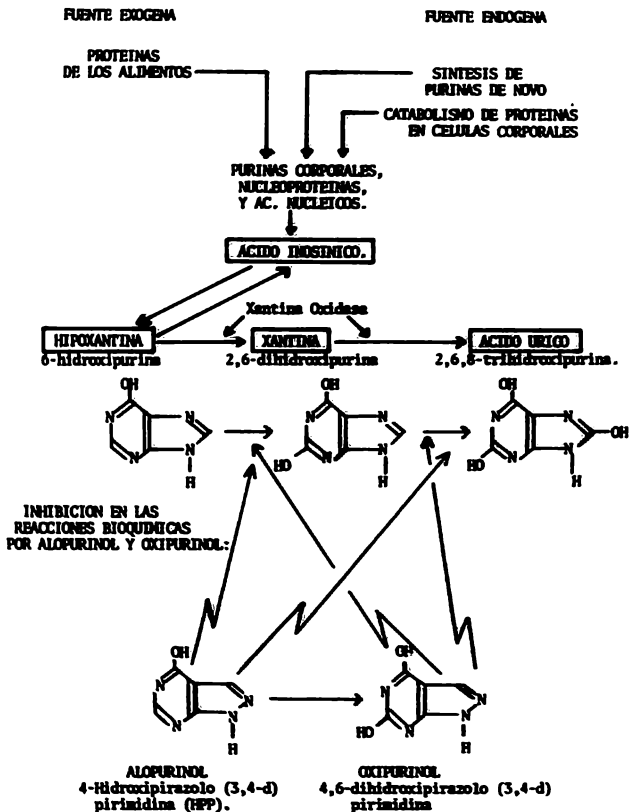 FUENTE EXOGENA
FUENTE ENDOGENA
PROTEINAS
DE LOS ALIMENTOS
SINTESIS DE
PURINAS DE NOVO
CATABOLISMO DE PROTEINAS
EN CELULAS CORPORALES
PURINAS CORPORALES,
NUCLEOPROTEINAS,
Y AC. NUCLEICOS.
ACIDO INOSINICO.
Xantina Oxidasa
HIPOXANTINA
XANTINA
ACIDO URICO
6-hidroxipurina
2,6-dihidroxipurina
2,6,8-trihidroxipurina.
OH
N
N
N
N
H
OH
N
N
N
N
H
HO
OH
N
N
N
N
H
HO
OH
INHIBICION EN LAS
REACCIONES BIOQUIMICAS
POR ALOPURINOL Y OXIPURINOL:
OH
N
N
N
N
H
OH
N
N
N
N
H
HO
ALOPURINOL
4-Hidroxipirazolo (3,4-d)
pirimidina (HPP).
OXIPURINOL
4,6-dihidroxipirazolo (3,4-d)
pirimidina